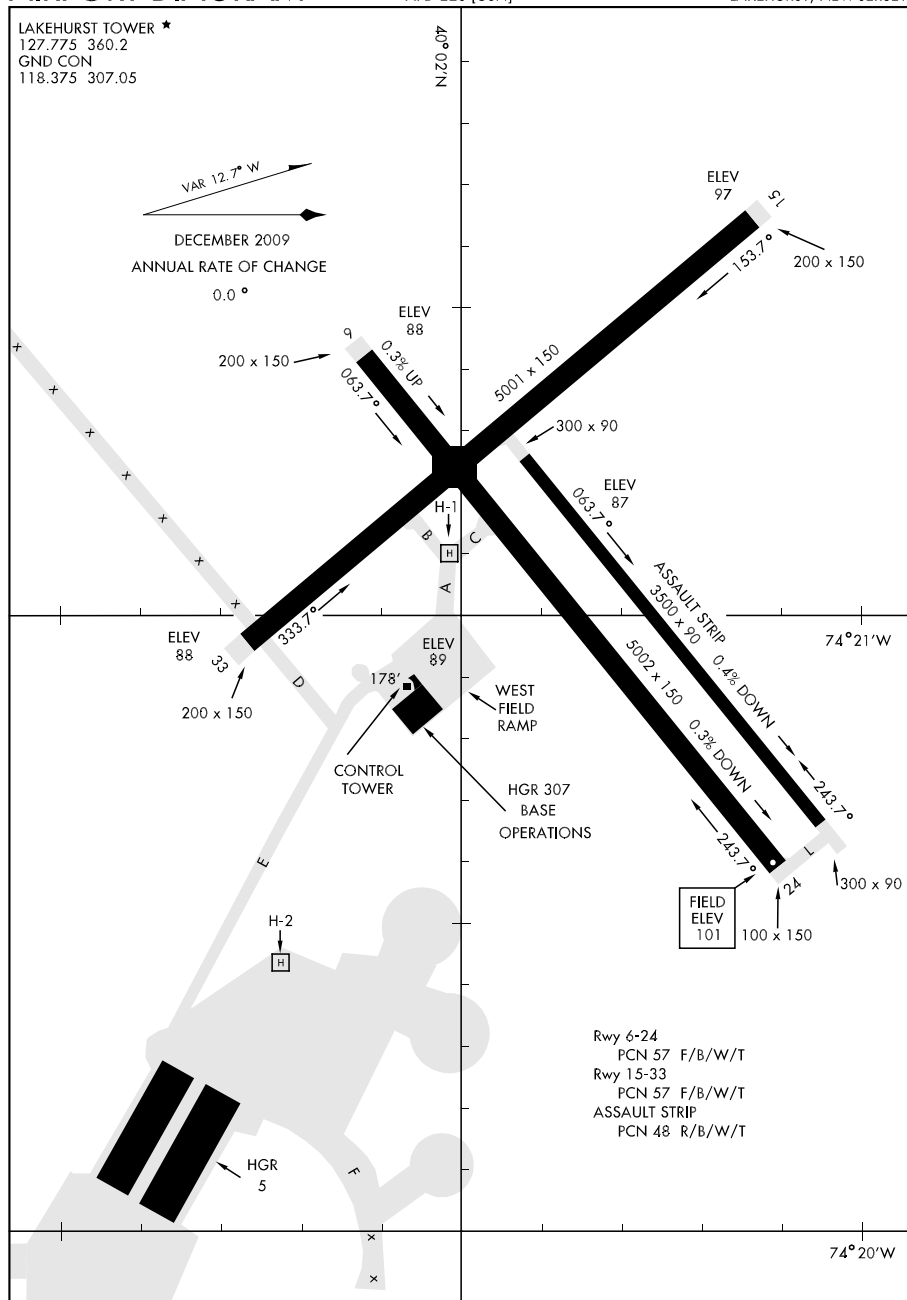 LAKEHURST TOWER ★
127.775 360.2
GND CON
118.375 307.05
40°02'N
VAR 12.7° W
DECEMBER 2009
ANNUAL RATE OF CHANGE
0.0°
ELEV
97
15
153.7°
200 x 150
ELEV
88
6
200 x 150
0.3% UP
063.7°
5001 x 150
300 x 90
063.7°
ELEV
87
H-1
H
B
C
A
ASSAULT STRIP
3500 x 90
0.4% DOWN
333.7°
ELEV
88
33
200 x 150
D
74°21'W
5002 x 150
0.3% DOWN
ELEV
89
178'
WEST
FIELD
RAMP
CONTROL
TOWER
HGR 307
BASE
OPERATIONS
243.7°
243.7°
L
24
300 x 90
100 x 150
FIELD
ELEV
101
E
H-2
H
Rwy 6-24
PCN 57 F/B/W/T
Rwy 15-33
PCN 57 F/B/W/T
ASSAULT STRIP
PCN 48 R/B/W/T
HGR
5
F
74°20'W